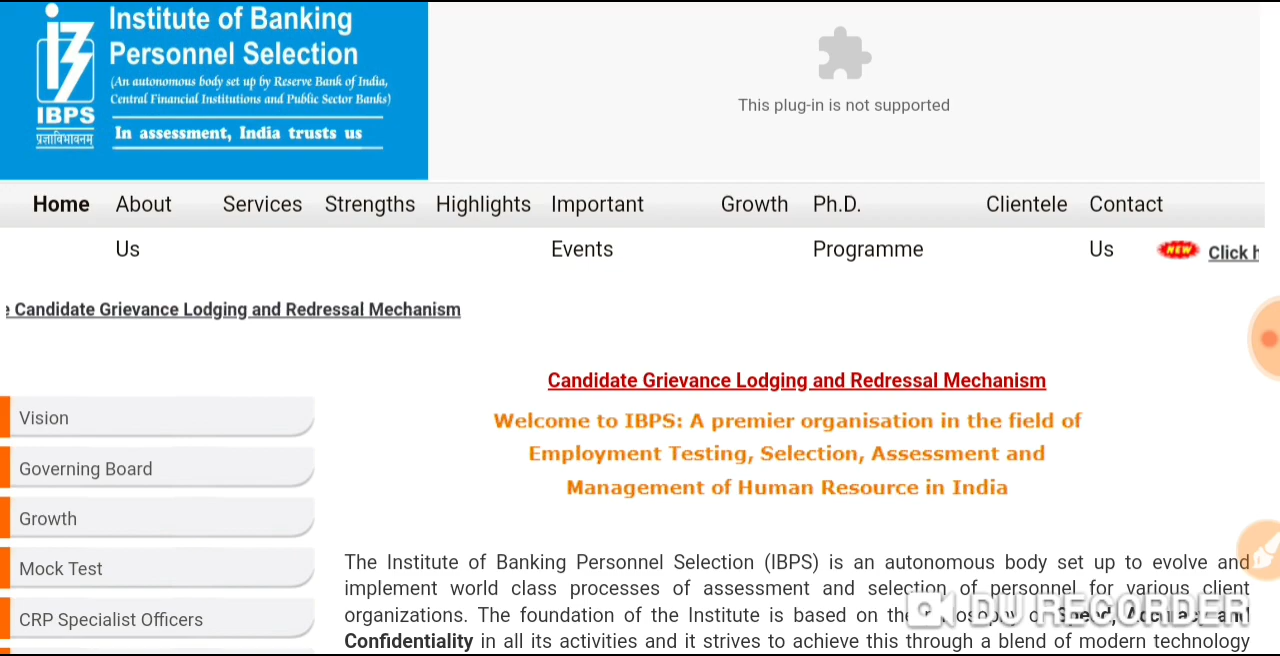 Institute of Banking
Personnel Selection
(An autonomous body set up by Reserve Bank of India,
Central Financial Institutions and Public Sector Banks)
IBPS
प्रज्ञाविभावनम्
In assessment, India trusts us
This plug-in is not supported
Home About Services Strengths Highlights Important Growth Ph.D. Clientele Contact
Us Events Programme Us NEW Click h
e Candidate Grievance Lodging and Redressal Mechanism
Candidate Grievance Lodging and Redressal Mechanism
Welcome to IBPS: A premier organisation in the field of
Employment Testing, Selection, Assessment and
Management of Human Resource in India
Vision
Governing Board
Growth
Mock Test
CRP Specialist Officers
The Institute of Banking Personnel Selection (IBPS) is an autonomous body set up to evolve and
implement world class processes of assessment and selection of personnel for various client
organizations. The foundation of the Institute is based on the of Speed, Accuracy and
Confidentiality in all its activities and it strives to achieve this through a blend of modern technology
DU RECORDER